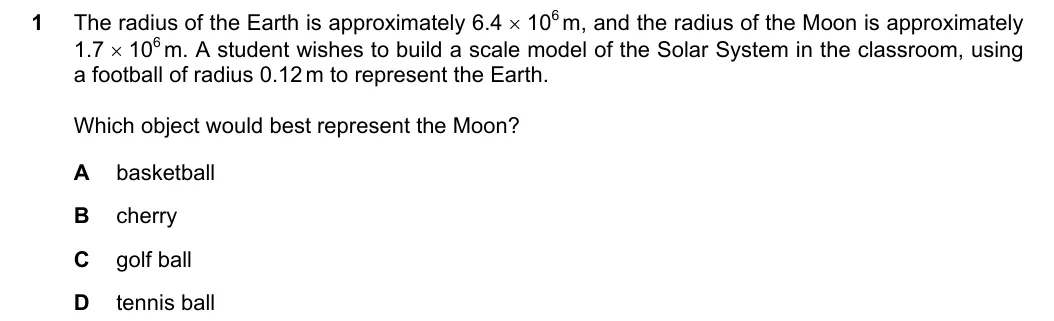 1 The radius of the Earth is approximately 6.4 × 10⁶ m, and the radius of the Moon is approximately
1.7 × 10⁶ m. A student wishes to build a scale model of the Solar System in the classroom, using
a football of radius 0.12 m to represent the Earth.
Which object would best represent the Moon?
A basketball
B cherry
C golf ball
D tennis ball